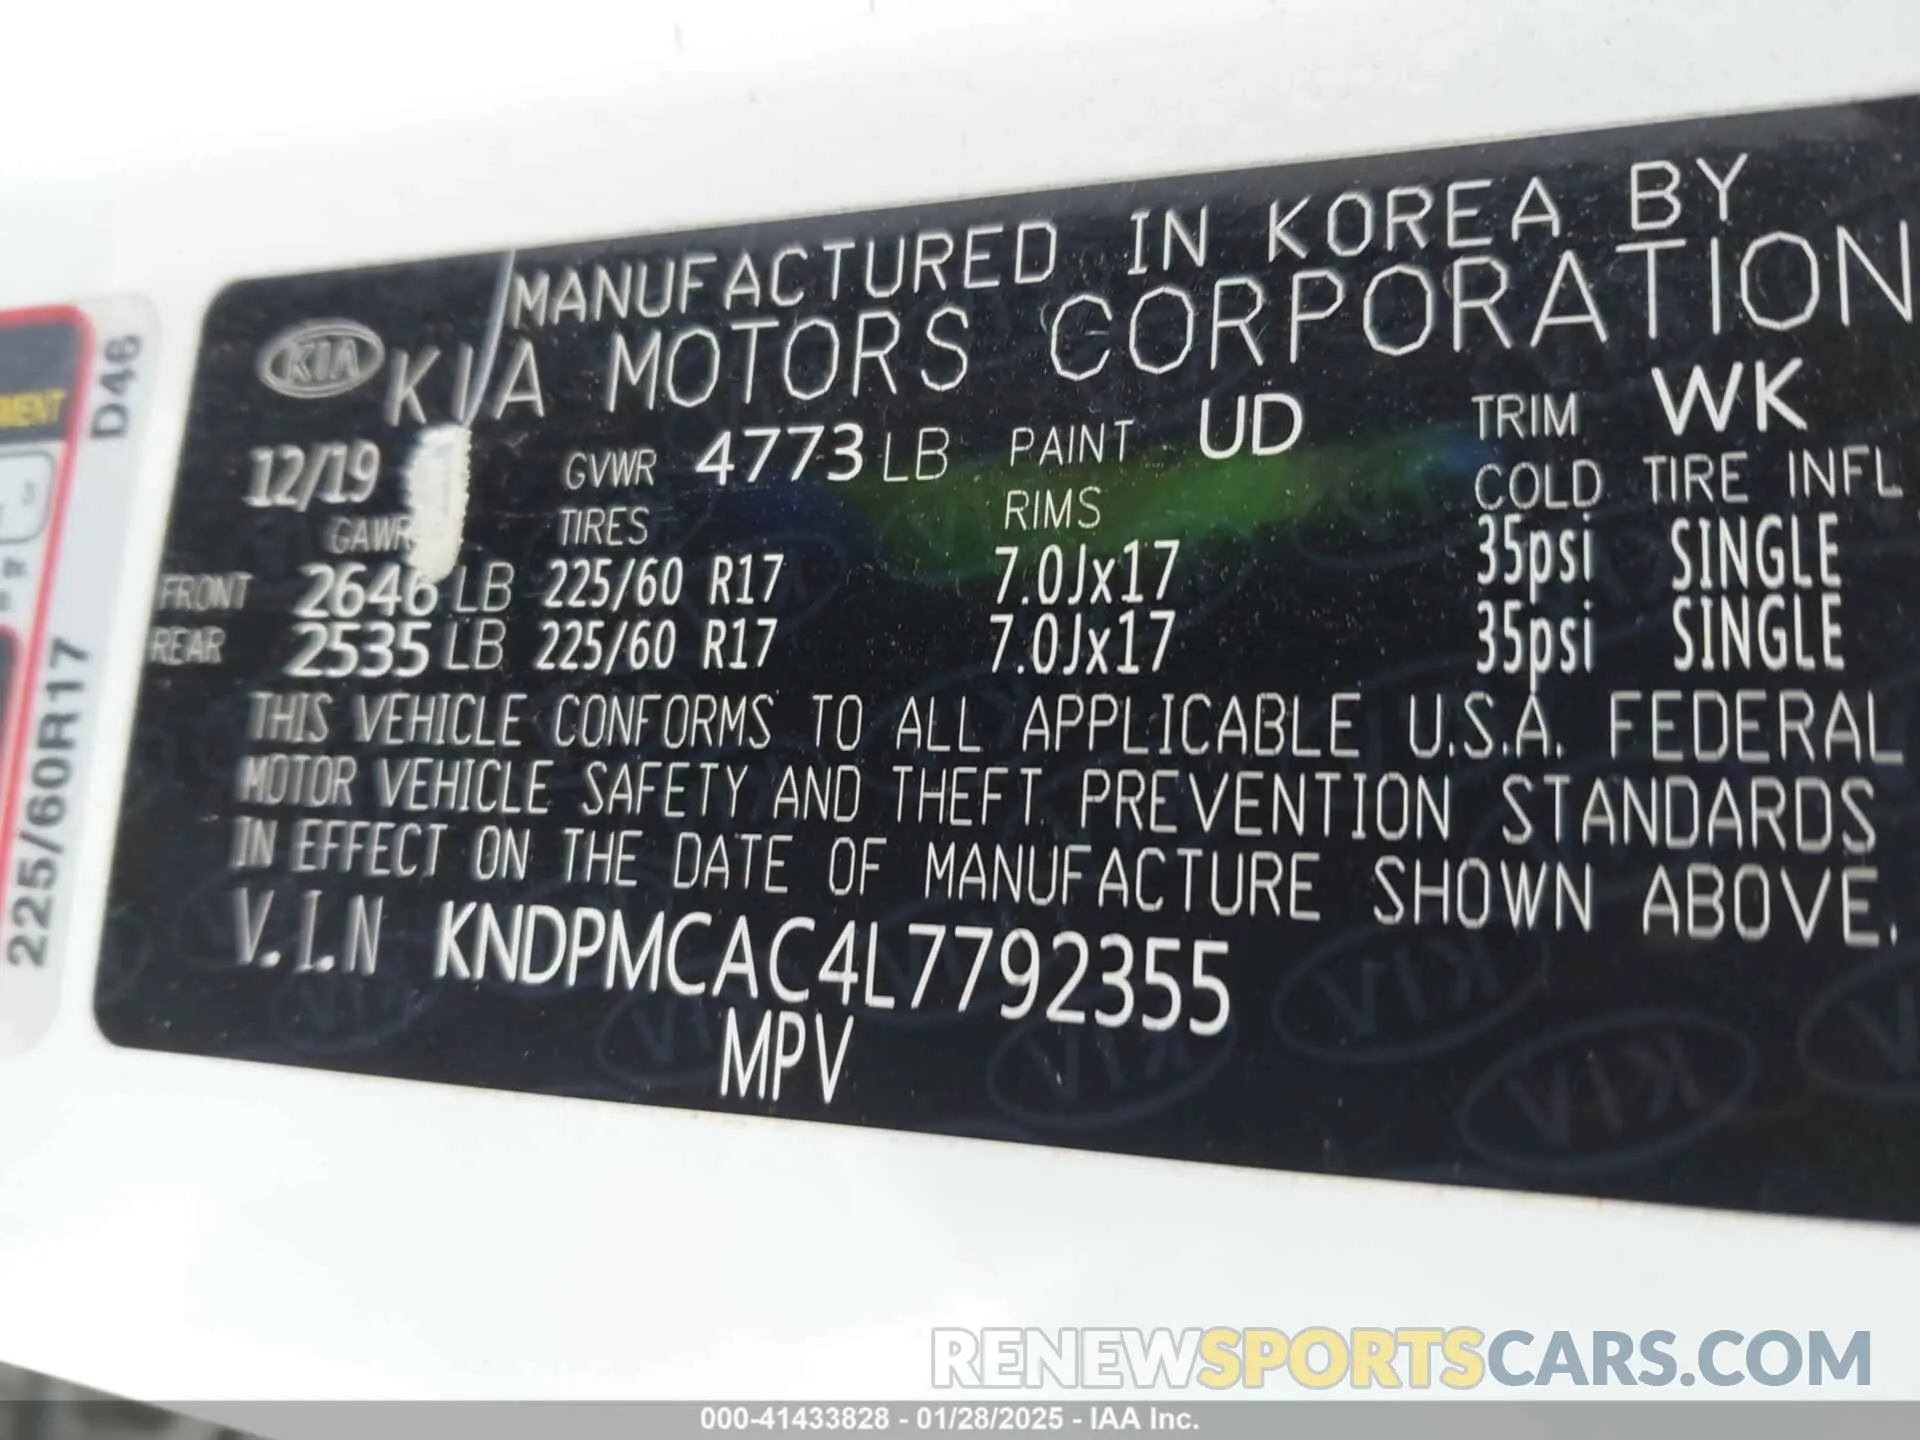 MANUFACTURED IN KOREA BY
KIA KIA MOTORS CORPORATION
12/19 GVWR 4773 LB PAINT UD TRIM WK
GAWR TIRES RIMS COLD TIRE INFL
FRONT 2646 LB 225/60 R17 7.0Jx17 35psi SINGLE
REAR 2535 LB 225/60 R17 7.0Jx17 35psi SINGLE
THIS VEHICLE CONFORMS TO ALL APPLICABLE U.S.A. FEDERAL
MOTOR VEHICLE SAFETY AND THEFT PREVENTION STANDARDS
IN EFFECT ON THE DATE OF MANUFACTURE SHOWN ABOVE.
V.I.N KNDPMCAC4L7792355
MPV
D46
225/60R17
RENEWSPORTSCARS.COM
000-41433828 - 01/28/2025 - IAA Inc.